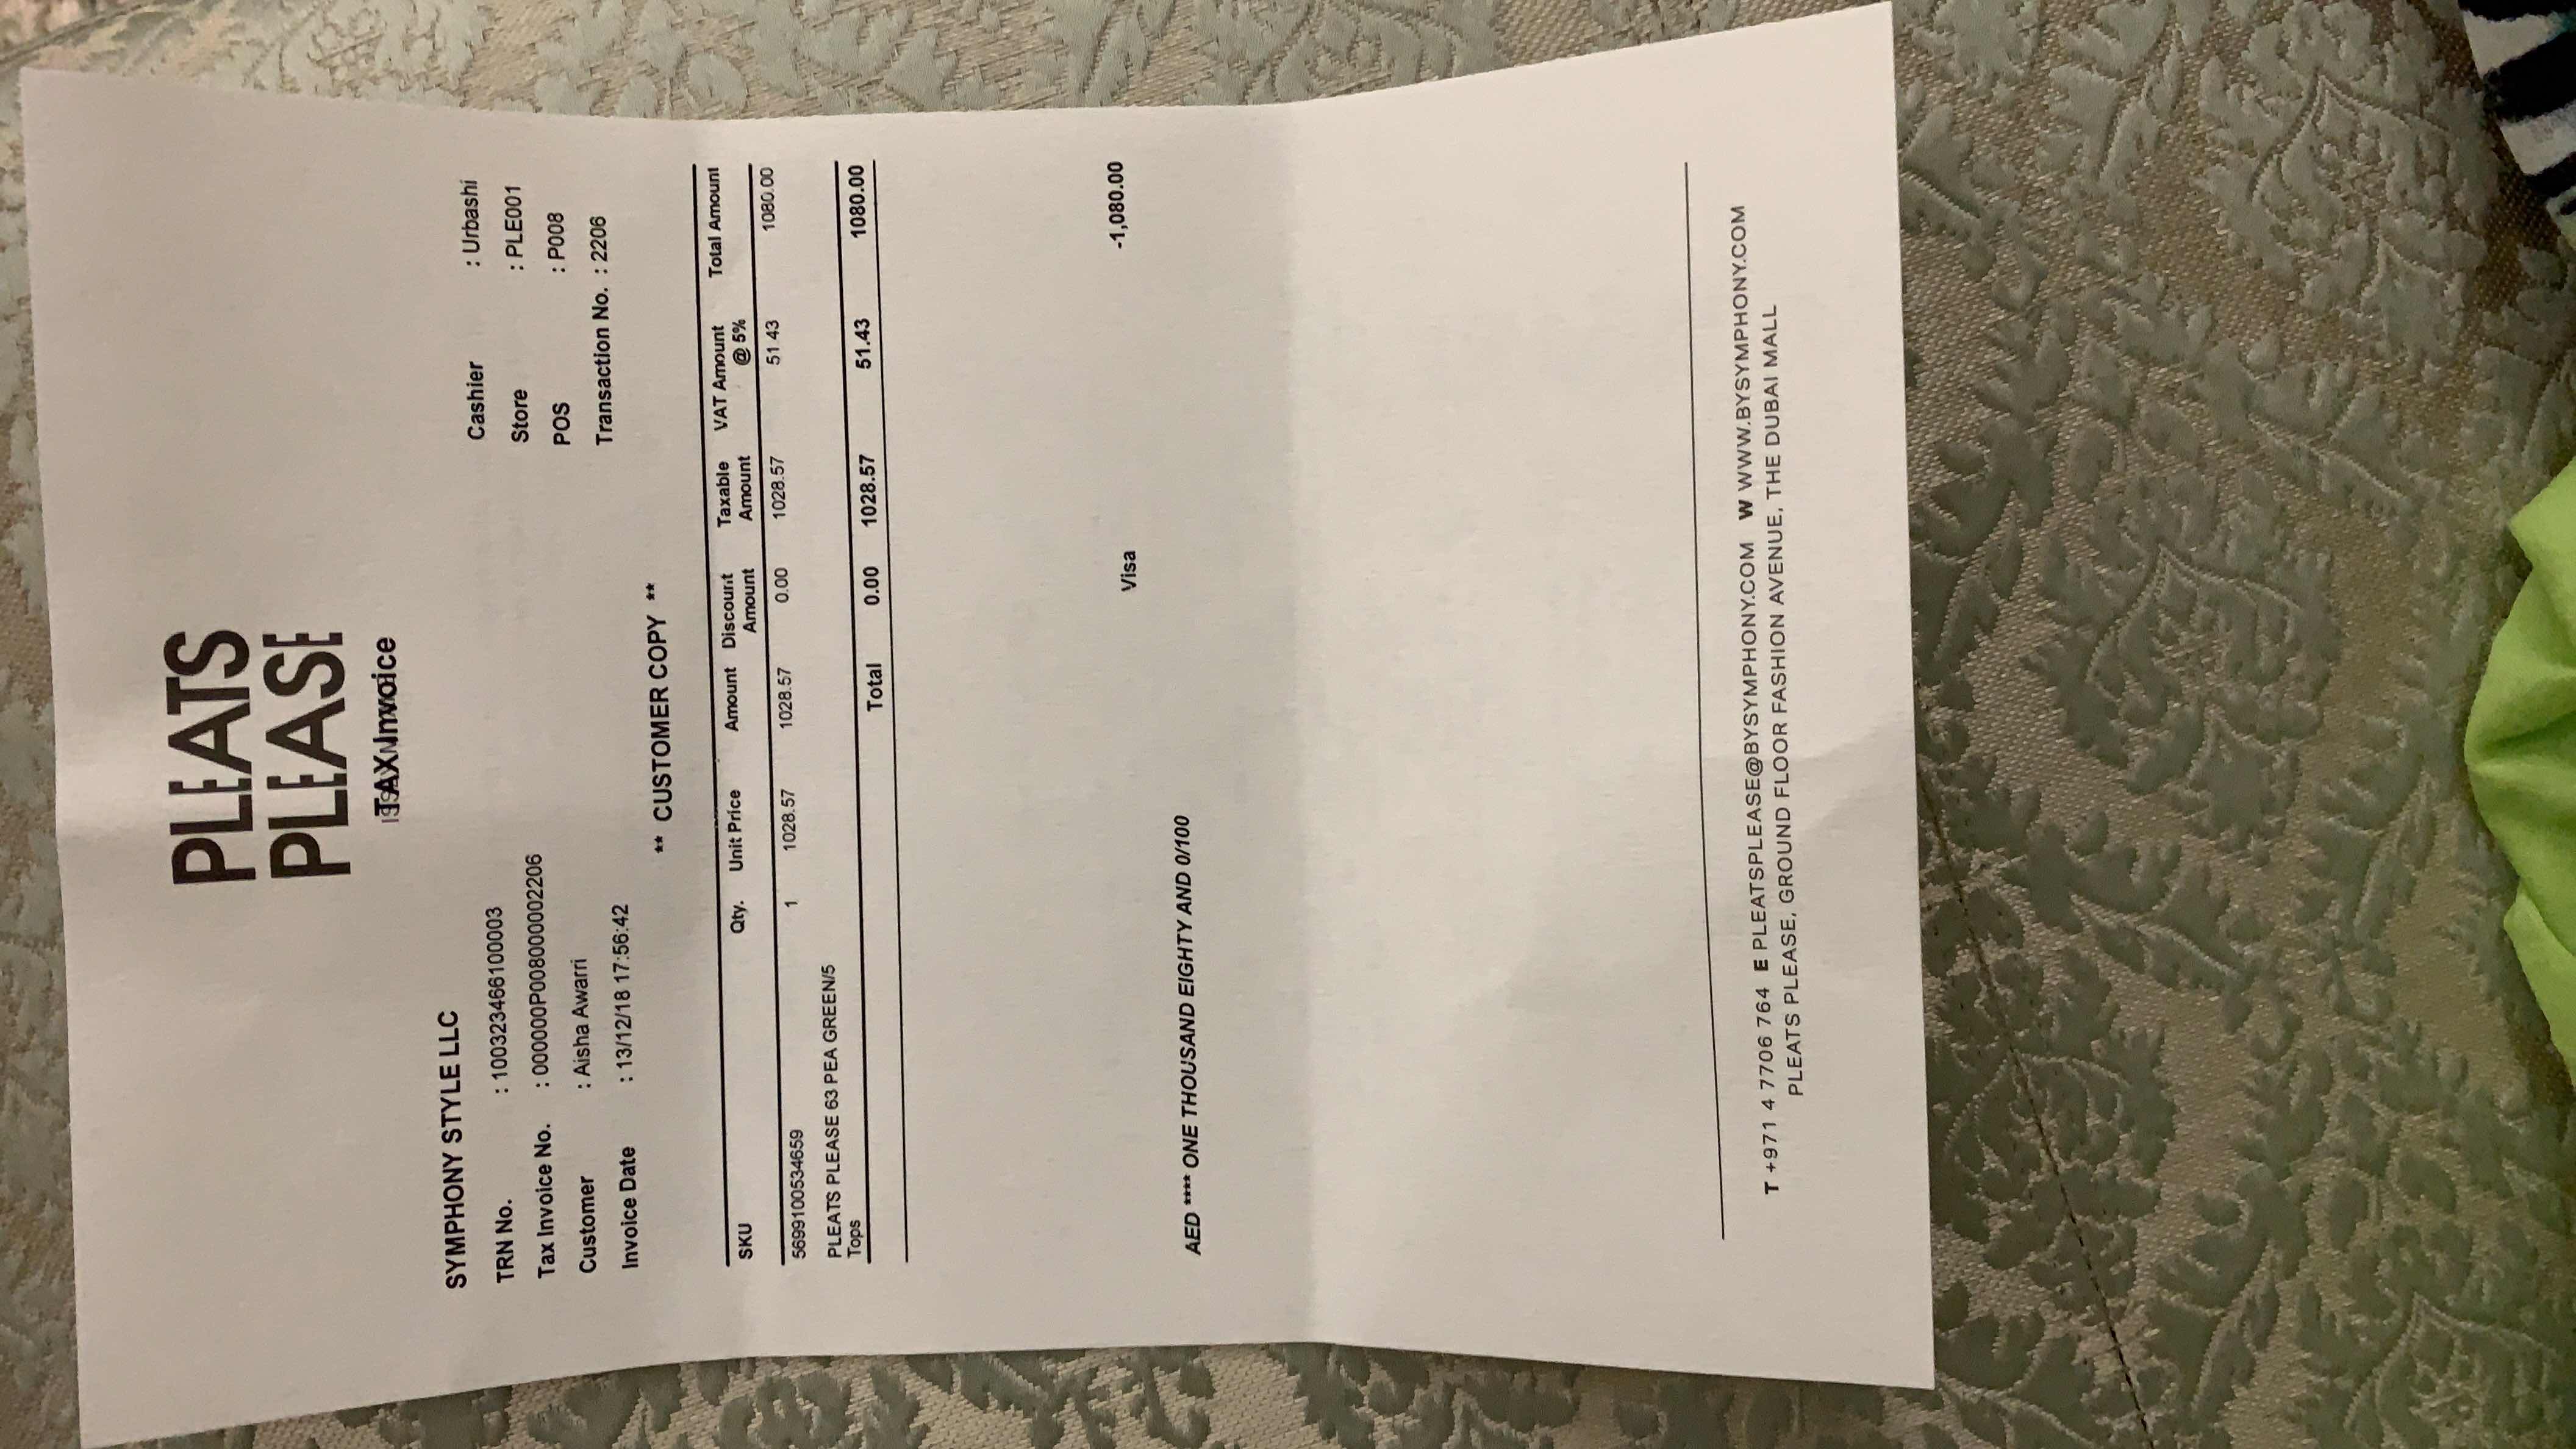 PLEATS
PLEASE
TAX Invoice
SYMPHONY STYLE LLC
TRN No. : 100323466100003
Tax Invoice No. : 000000P008000002206
Customer : Aisha Awarri
Invoice Date : 13/12/18 17:56:42
Cashier : Urbashi
Store : PLE001
POS : P008
Transaction No. : 2206
** CUSTOMER COPY **
SKU Qty. Unit Price Amount Discount Amount Taxable Amount VAT Amount @ 5% Total Amount
5699100534659 1 1028.57 1028.57 0.00 1028.57 51.43 1080.00
PLEATS PLEASE 63 PEA GREEN/5
Tops
Total 0.00 1028.57 51.43 1080.00
Visa -1,080.00
AED **** ONE THOUSAND EIGHTY AND 0/100
T +971 4 7706 764 E PLEATSPLEASE@BYSYMPHONY.COM W WWW.BYSYMPHONY.COM
PLEATS PLEASE, GROUND FLOOR FASHION AVENUE, THE DUBAI MALL